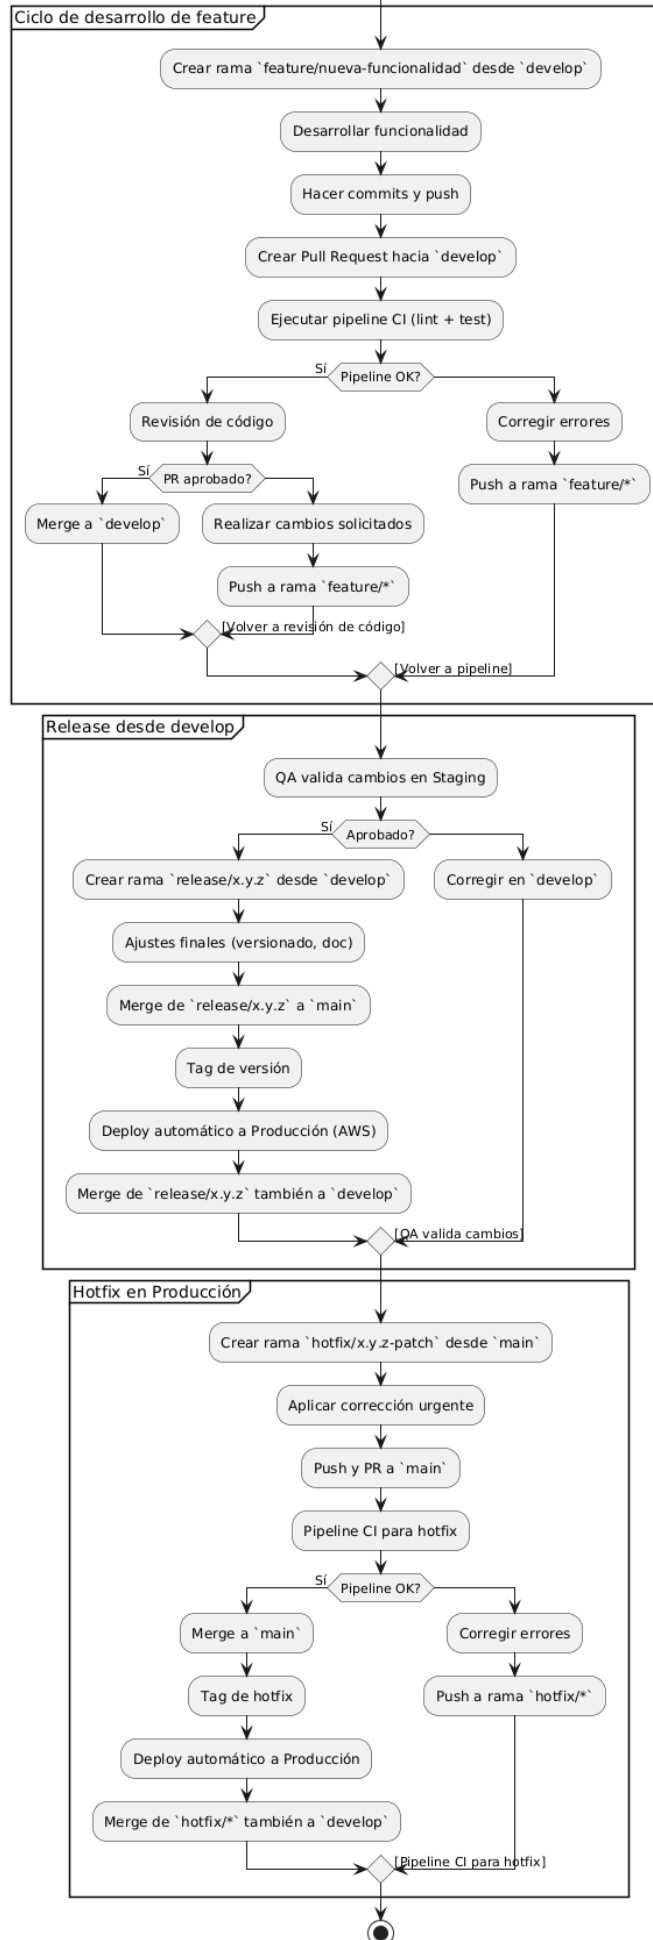 Ciclo de desarrollo de feature
Crear rama `feature/nueva-funcionalidad` desde `develop`
Desarrollar funcionalidad
Hacer commits y push
Crear Pull Request hacia `develop`
Ejecutar pipeline CI (lint + test)
Sí
Pipeline OK?
Revisión de código
Corregir errores
Sí
PR aprobado?
Push a rama `feature/*`
Merge a `develop`
Realizar cambios solicitados
Push a rama `feature/*`
[Volver a revisión de código]
[Volver a pipeline]
Release desde develop
QA valida cambios en Staging
Sí
Aprobado?
Crear rama `release/x.y.z` desde `develop`
Corregir en `develop`
Ajustes finales (versionado, doc)
Merge de `release/x.y.z` a `main`
Tag de versión
Deploy automático a Producción (AWS)
Merge de `release/x.y.z` también a `develop`
[QA valida cambios]
Hotfix en Producción
Crear rama `hotfix/x.y.z-patch` desde `main`
Aplicar corrección urgente
Push y PR a `main`
Pipeline CI para hotfix
Sí
Pipeline OK?
Merge a `main`
Corregir errores
Tag de hotfix
Push a rama `hotfix/*`
Deploy automático a Producción
Merge de `hotfix/*` también a `develop`
[Pipeline CI para hotfix]